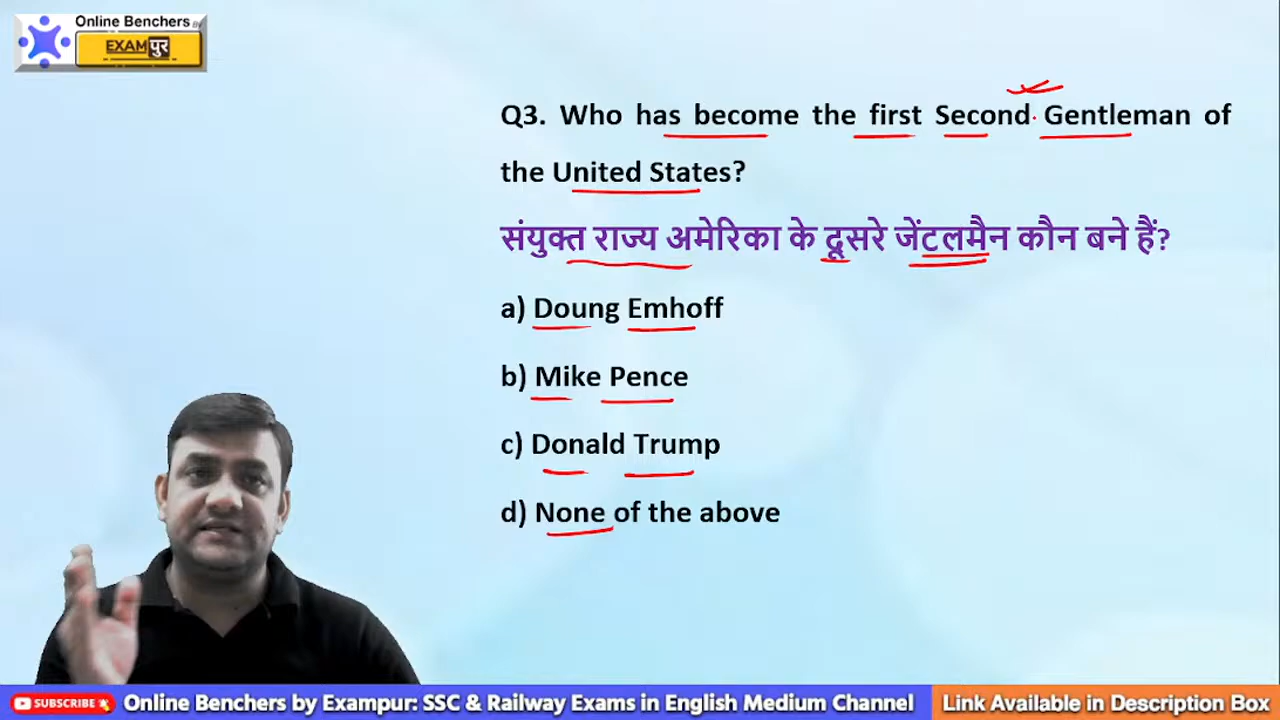 Online Benchers BY
EXAMपुर
Q3. Who has become the first Second Gentleman of
the United States?
संयुक्त राज्य अमेरिका के दूसरे जेंटलमैन कौन बने हैं?
a) Doung Emhoff
b) Mike Pence
c) Donald Trump
d) None of the above
SUBSCRIBE Online Benchers by Exampur: SSC & Railway Exams in English Medium Channel Link Available in Description Box